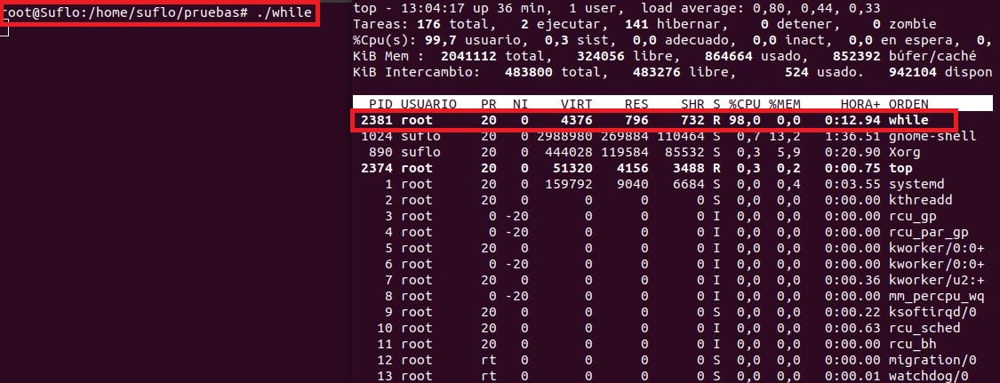 root@Suflo:/home/suflo/pruebas# ./while
top - 13:04:17 up 36 min,  1 user,  load average: 0,80, 0,44, 0,33
Tareas: 176 total,   2 ejecutar,  141 hibernar,    0 detener,    0 zombie
%Cpu(s): 99,7 usuario,  0,3 sist,  0,0 adecuado,  0,0 inact,  0,0 en espera,  0,
KiB Mem :  2041112 total,   324056 libre,   864664 usado,   852392 búfer/caché
KiB Intercambio:   483800 total,   483276 libre,      524 usado.  942104 dispon
PID USUARIO   PR  NI    VIRT    RES    SHR S %CPU %MEM     HORA+ ORDEN
2381 root      20   0    4376    796    732 R 98,0  0,0   0:12.94 while
1024 suflo     20   0 2988980 269884 110464 S  0,7 13,2   1:36.51 gnome-shell
890 suflo     20   0  444028 119584  85532 S  0,3  5,9   0:20.90 Xorg
2374 root      20   0   51320   4156   3488 R  0,3  0,2   0:00.75 top
1 root      20   0  159792   9040   6684 S  0,0  0,4   0:03.55 systemd
2 root      20   0       0      0      0 S  0,0  0,0   0:00.00 kthreadd
3 root       0 -20       0      0      0 I  0,0  0,0   0:00.00 rcu_gp
4 root       0 -20       0      0      0 I  0,0  0,0   0:00.00 rcu_par_gp
5 root      20   0       0      0      0 I  0,0  0,0   0:00.00 kworker/0:0+
6 root       0 -20       0      0      0 I  0,0  0,0   0:00.00 kworker/0:0+
7 root      20   0       0      0      0 I  0,0  0,0   0:00.36 kworker/u2:+
8 root       0 -20       0      0      0 I  0,0  0,0   0:00.00 mm_percpu_wq
9 root      20   0       0      0      0 S  0,0  0,0   0:00.22 ksoftirqd/0
10 root      20   0       0      0      0 I  0,0  0,0   0:00.63 rcu_sched
11 root      20   0       0      0      0 I  0,0  0,0   0:00.00 rcu_bh
12 root      rt   0       0      0      0 S  0,0  0,0   0:00.00 migration/0
13 root      rt   0       0      0      0 S  0,0  0,0   0:00.01 watchdog/0